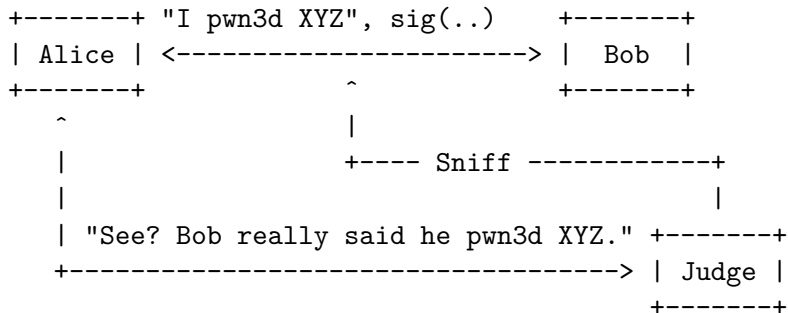 +-------+ "I pwn3d XYZ", sig(..) +-------+
| Alice | <----------------------> | Bob |
+-------+ ^ +-------+
^ |
| +---- Sniff ------------+
| |
| "See? Bob really said he pwn3d XYZ." +-------+
+-----------------------------------> | Judge |
+-------+